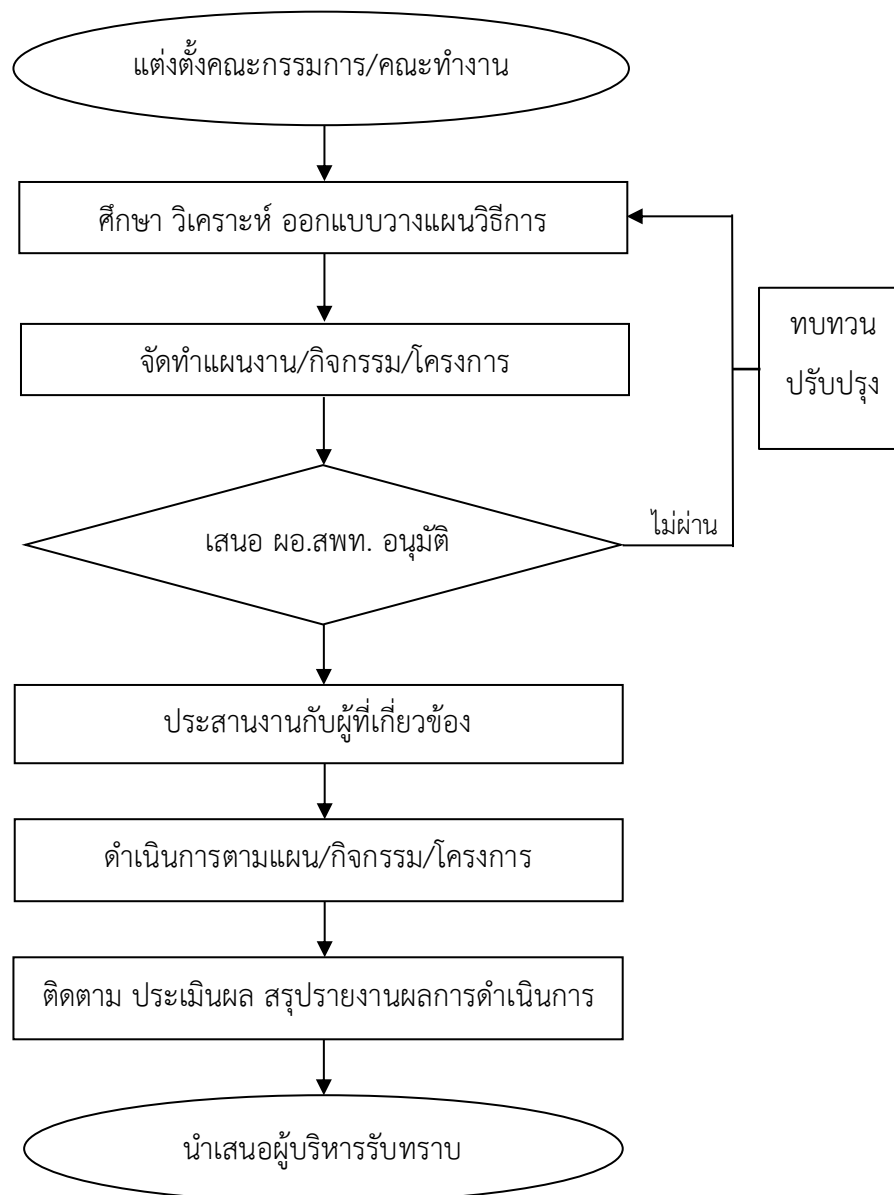 แต่งตั้งคณะกรรมการ/คณะทำงาน
ศึกษา วิเคราะห์ ออกแบบวางแผนวิธีการ
จัดทำแผนงาน/กิจกรรม/โครงการ
ทบทวน
ปรับปรุง
เสนอ ผอ.สพท. อนุมัติ
ไม่ผ่าน
ประสานงานกับผู้ที่เกี่ยวข้อง
ดำเนินการตามแผน/กิจกรรม/โครงการ
ติดตาม ประเมินผล สรุปรายงานผลการดำเนินการ
นำเสนอผู้บริหารรับทราบ